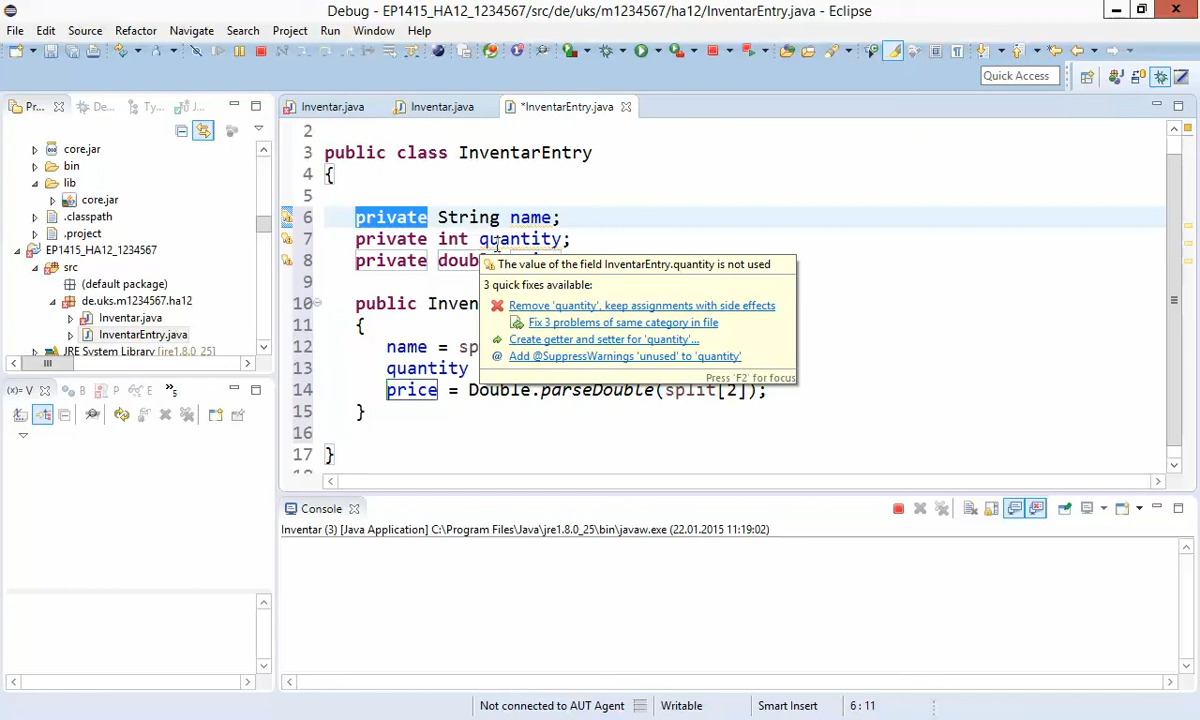 Debug - EP1415_HA12_1234567/src/de/uks/m1234567/ha12/InventarEntry.java - Eclipse
File Edit Source Refactor Navigate Search Project Run Window Help
Quick Access
Pr... De... Ty... J...
core.jar
bin
lib
core.jar
.classpath
.project
EP1415_HA12_1234567
src
(default package)
de.uks.m1234567.ha12
Inventar.java
InventarEntry.java
JRE System Library [jre1.8.0_25]
(x)= V B P E »5
Inventar.java Inventar.java *InventarEntry.java
2
3 public class InventarEntry
4 {
5
6 private String name;
7 private int quantity;
8 private doub
The value of the field InventarEntry.quantity is not used
3 quick fixes available:
Remove 'quantity', keep assignments with side effects
Fix 3 problems of same category in file
Create getter and setter for 'quantity'...
Add @SuppressWarnings 'unused' to 'quantity'
Press 'F2' for focus
10 public Inven
11 {
12 name = sp
13 quantity
14 price = Double.parseDouble(split[2]);
15 }
16
17 }
Console
Inventar (3) [Java Application] C:\Program Files\Java\jre1.8.0_25\bin\javaw.exe (22.01.2015 11:19:02)
Not connected to AUT Agent Writable Smart Insert 6 : 11